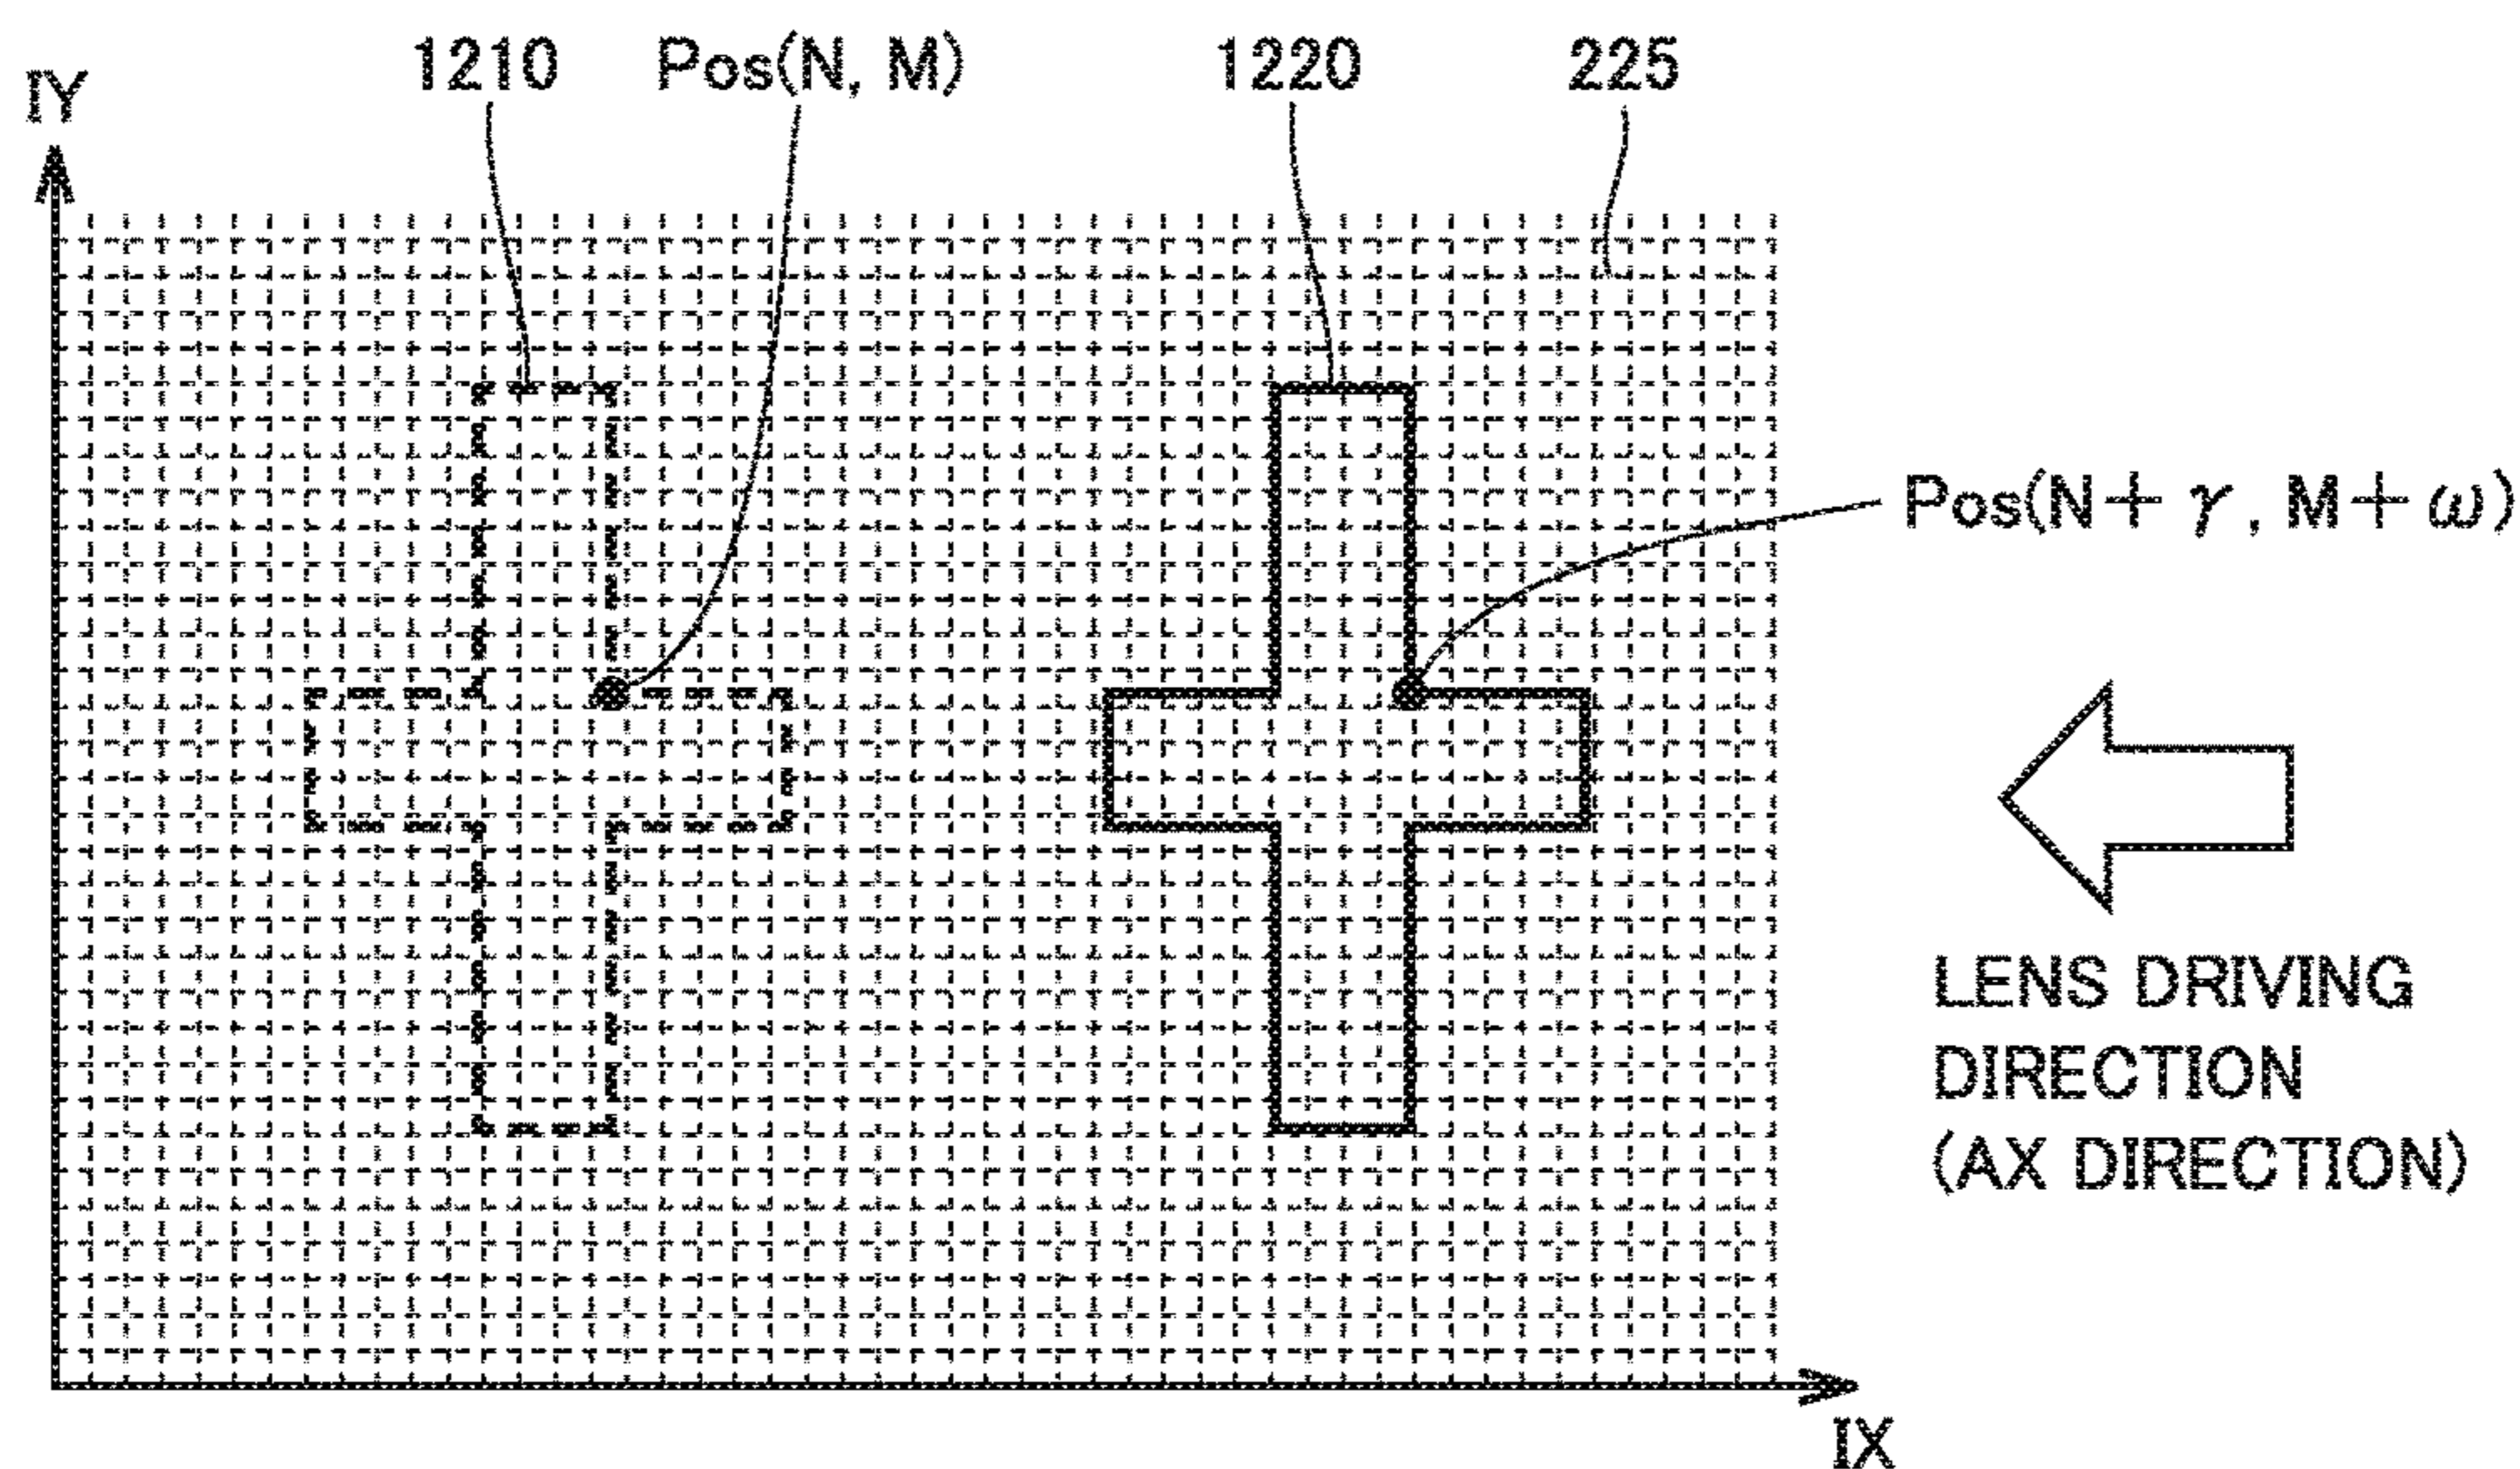 1210
Pos(N, M)
1220
225
IY
Pos(N+γ, M+ω)
LENS DRIVING
DIRECTION
(AX DIRECTION)
IX